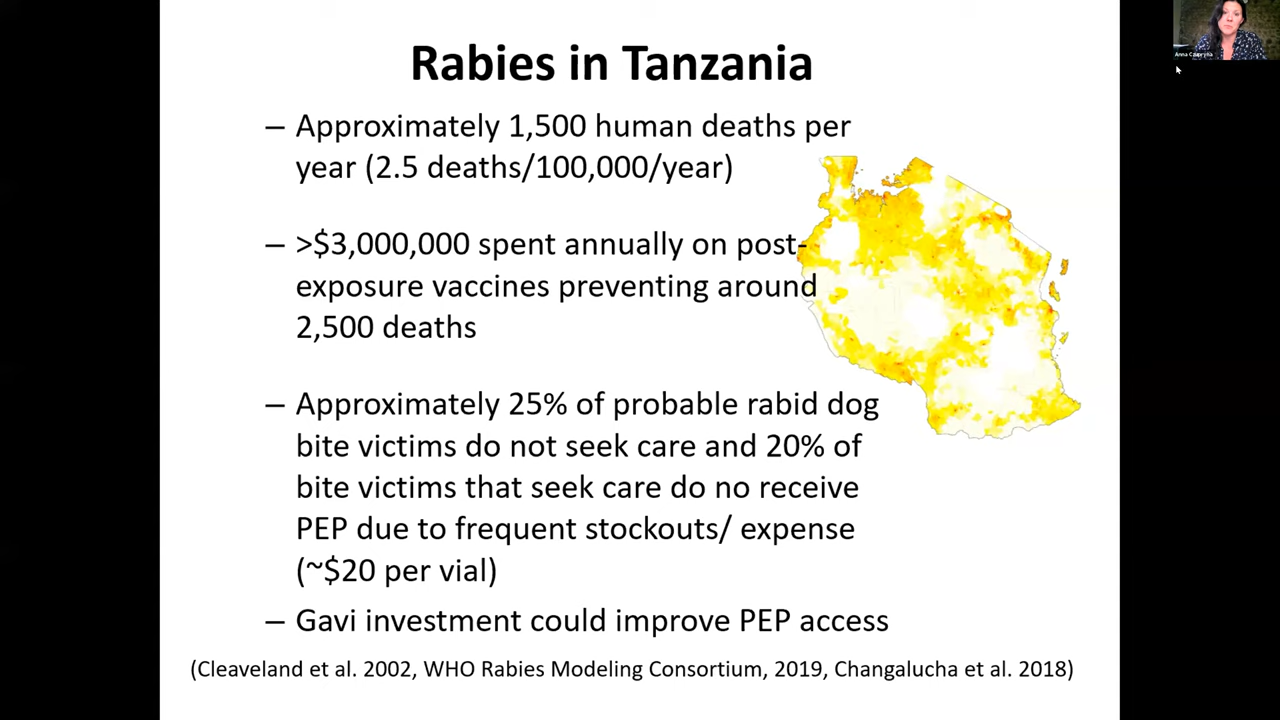 Rabies in Tanzania
– Approximately 1,500 human deaths per
year (2.5 deaths/100,000/year)
– >$3,000,000 spent annually on post-
exposure vaccines preventing around
2,500 deaths
– Approximately 25% of probable rabid dog
bite victims do not seek care and 20% of
bite victims that seek care do no receive
PEP due to frequent stockouts/ expense
(~$20 per vial)
– Gavi investment could improve PEP access
(Cleaveland et al. 2002, WHO Rabies Modeling Consortium, 2019, Changalucha et al. 2018)
Anna